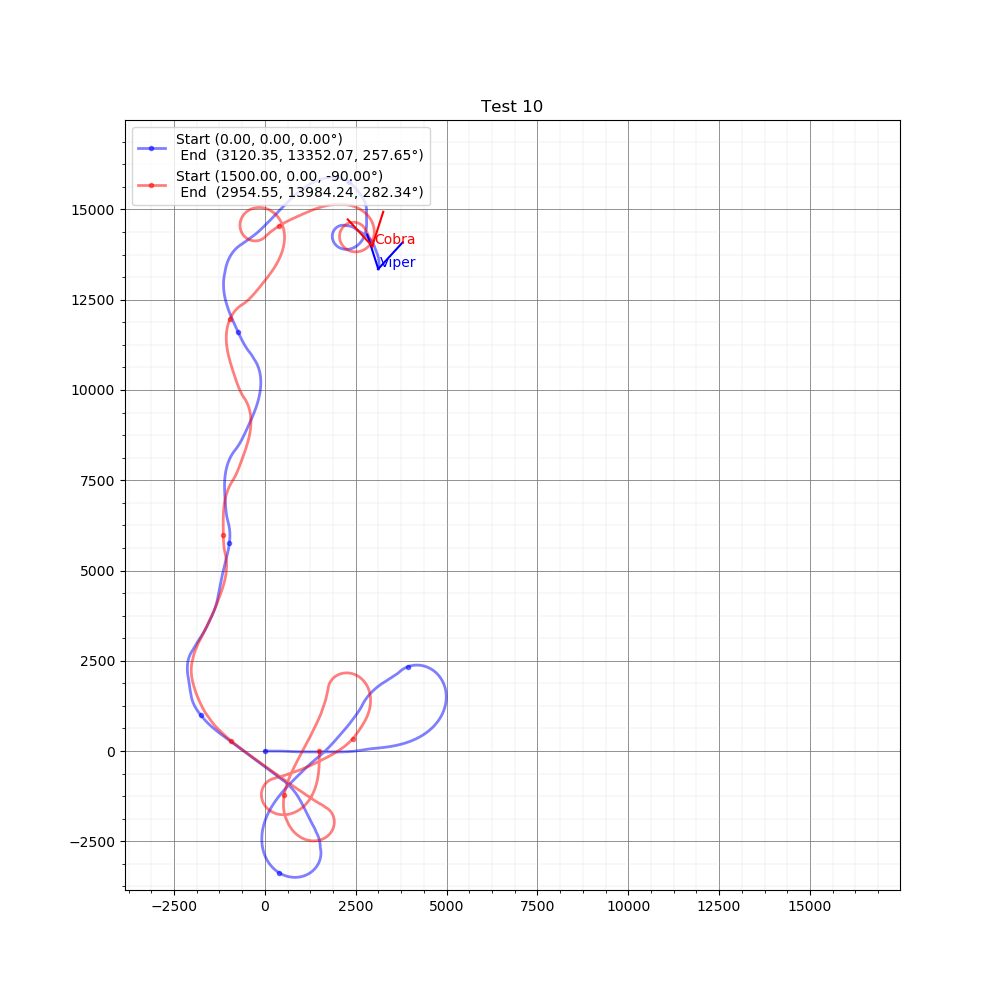 Test 10
Start (0.00, 0.00, 0.00°)
End (3120.35, 13352.07, 257.65°)
Start (1500.00, 0.00, -90.00°)
End (2954.55, 13984.24, 282.34°)
15000
Cobra
Viper
12500
10000
7500
5000
2500
0
−2500
−2500 0 2500 5000 7500 10000 12500 15000